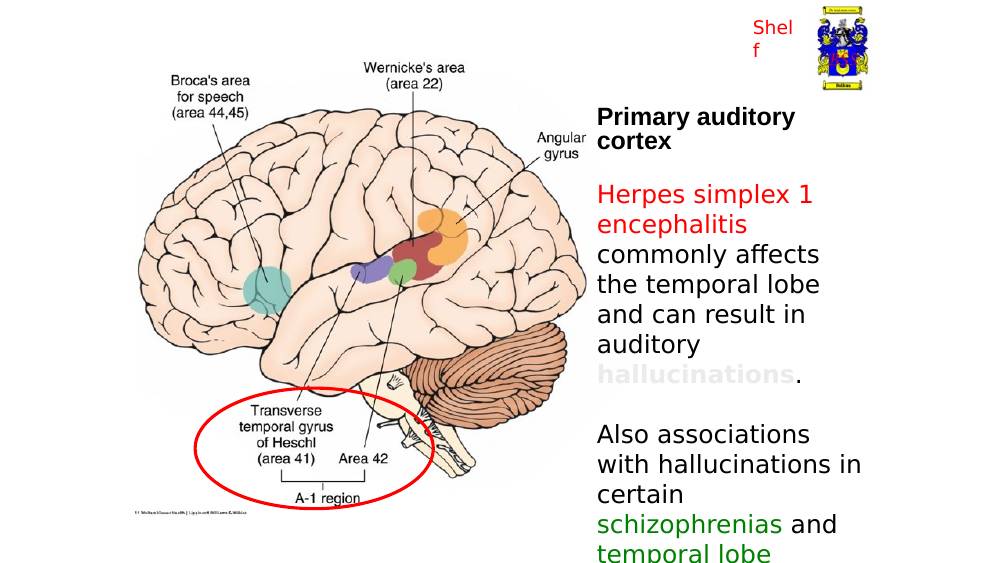 Shel
f
Primary auditory
cortex
Herpes simplex 1
encephalitis
commonly affects
the temporal lobe
and can result in
auditory
hallucinations.
Also associations
with hallucinations in
certain
schizophrenias and
temporal lobe
Broca's area
for speech
(area 44,45)
Wernicke's area
(area 22)
Angular
gyrus
Transverse
temporal gyrus
of Heschl
(area 41)
Area 42
A-1 region